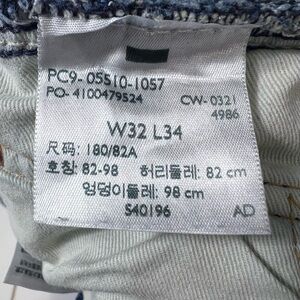 PC9- 05510-1057
PO- 4100479524 CW- 0321
4986
W32 L34
尺码: 180/82A
호칭: 82-98 허리둘레: 82 cm
엉덩이둘레: 98 cm
S40196 AD